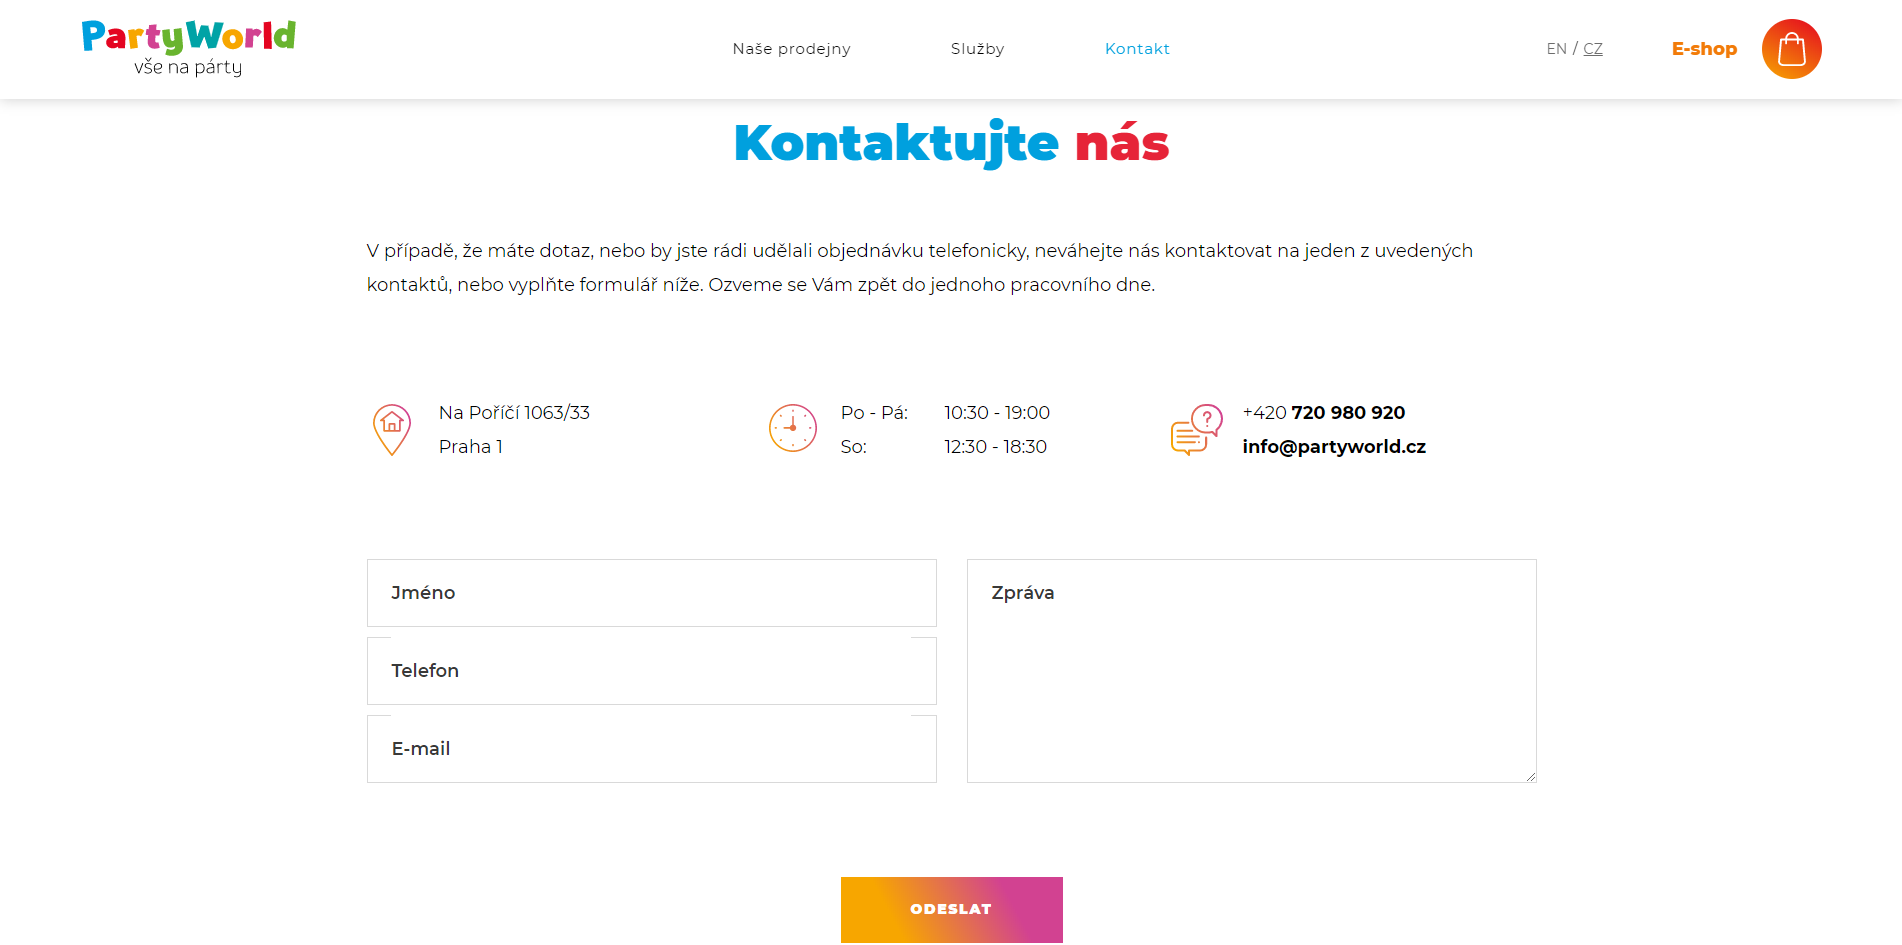 PartyWorld
vše na párty
Naše prodejny
Služby
Kontakt
EN / CZ
E-shop
Kontaktujte nás
V případě, že máte dotaz, nebo by jste rádi udělali objednávku telefonicky, neváhejte nás kontaktovat na jeden z uvedených
kontaktů, nebo vyplňte formulář níže. Ozveme se Vám zpět do jednoho pracovního dne.
Na Poříčí 1063/33
Praha 1
Po - Pá: 10:30 - 19:00
So: 12:30 - 18:30
+420 720 980 920
info@partyworld.cz
Jméno
Telefon
E-mail
Zpráva
ODESLAT